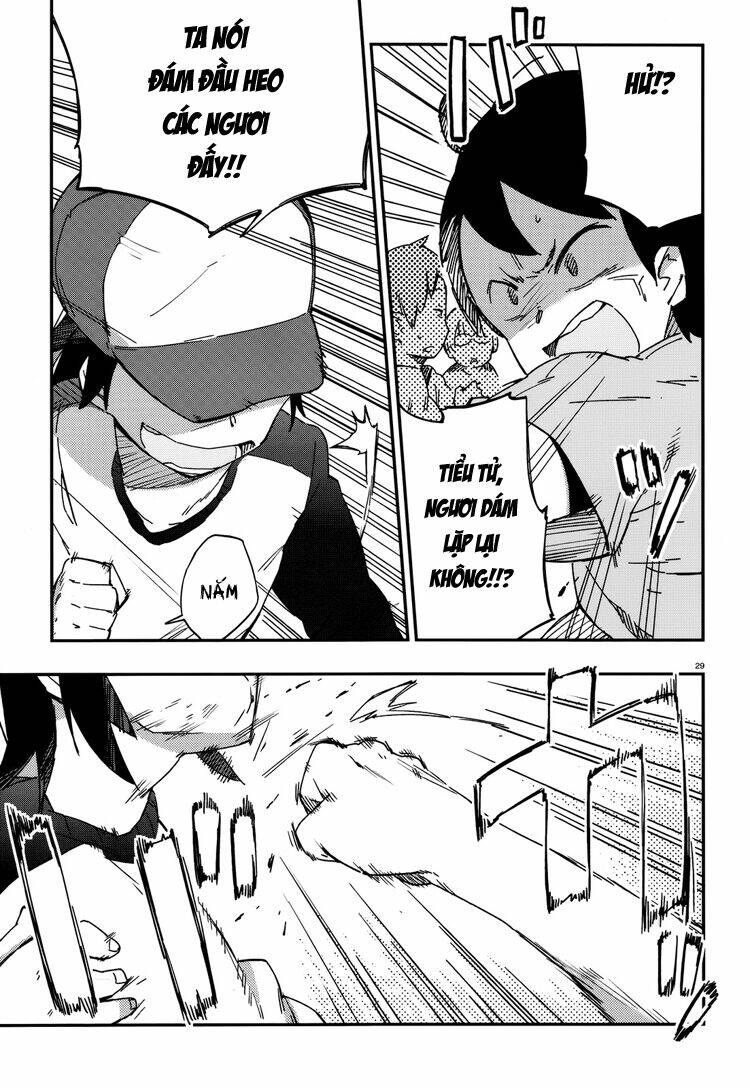 HỬ!?
TIỂU TỬ,
NGƯƠI DÁM
LẶP LẠI
KHÔNG!!?
TA NÓI
ĐÁM ĐẦU HEO
CÁC NGƯƠI
ĐẤY!!
NẮM
29